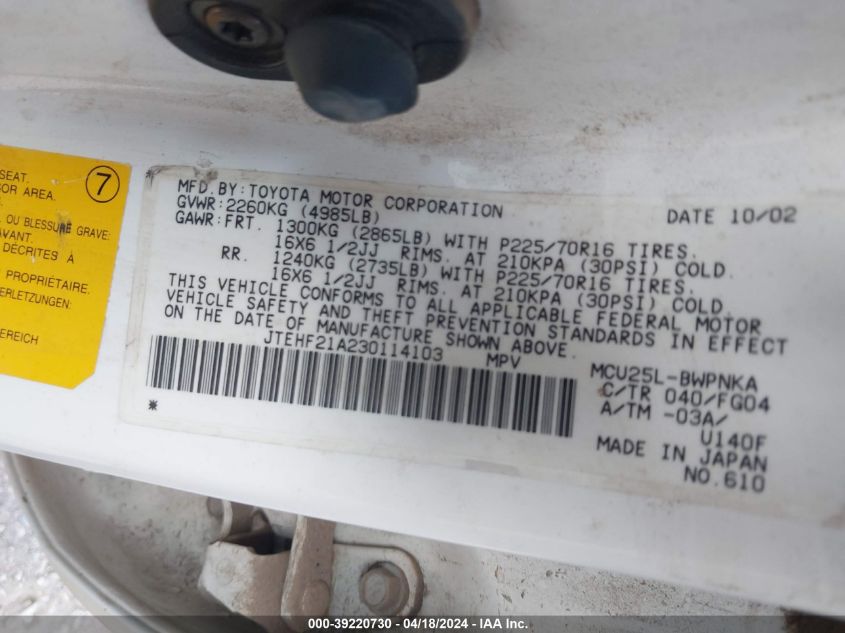 7
SEAT.
SOR AREA.
OU BLESSURE GRAVE:
AVANT.
DÉCRITES À
PROPRIÉTAIRE.
ERLETZUNGEN:
BEREICH
MFD.BY:TOYOTA MOTOR CORPORATION DATE 10/02
GVWR:2260KG (4985LB)
GAWR:FRT. 1300KG (2865LB) WITH P225/70R16 TIRES.
16X6 1/2JJ RIMS. AT 210KPA (30PSI) COLD.
RR. 1240KG (2735LB) WITH P225/70R16 TIRES.
16X6 1/2JJ RIMS. AT 210KPA (30PSI) COLD.
THIS VEHICLE CONFORMS TO ALL APPLICABLE FEDERAL MOTOR
VEHICLE SAFETY AND THEFT PREVENTION STANDARDS IN EFFECT
ON THE DATE OF MANUFACTURE SHOWN ABOVE.
JTEHF21A230114103 MPV
MCU25L-BWPNKA
C/TR 040/FG04
A/TM -03A/
U140F
MADE IN JAPAN
NO.610
000-39220730 - 04/18/2024 - IAA Inc.